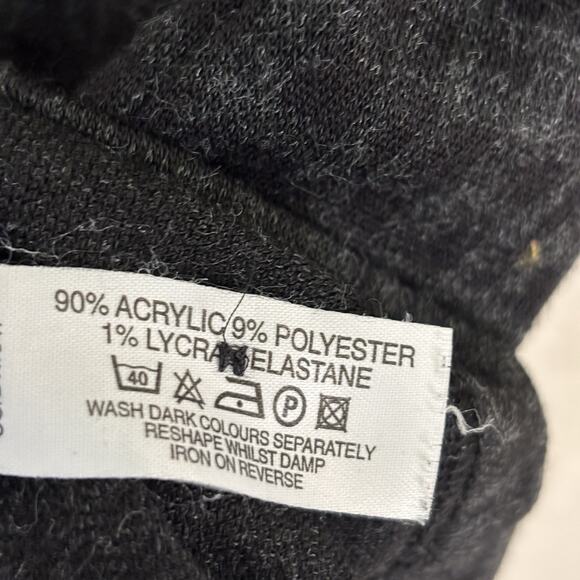 90% ACRYLIC 9% POLYESTER
1% LYCRA ELASTANE
40 P
WASH DARK COLOURS SEPARATELY
RESHAPE WHILST DAMP
IRON ON REVERSE